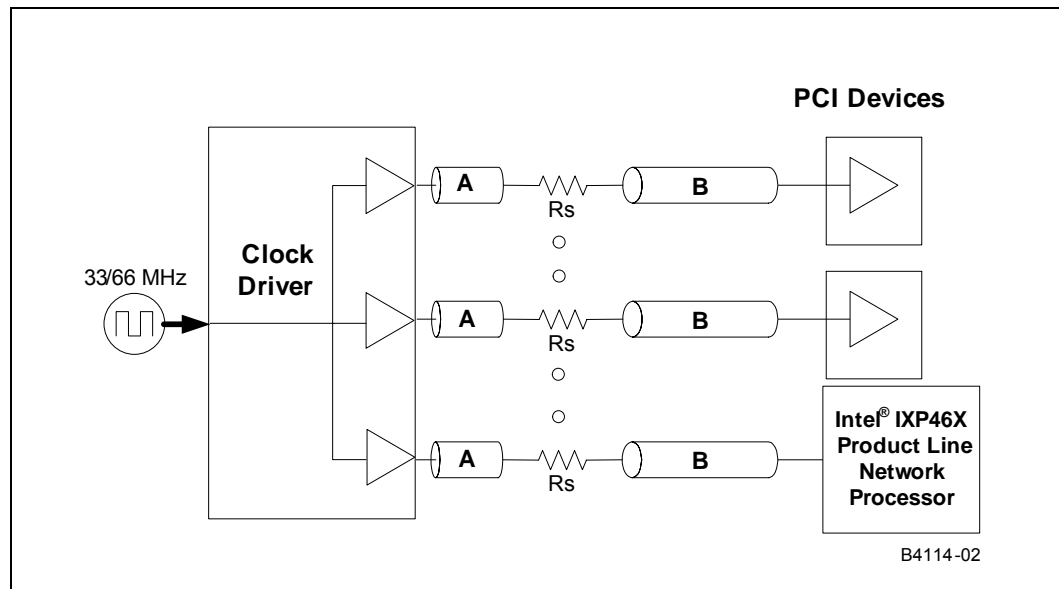 PCI Devices
A
B
Rs
Clock
Driver
33/66 MHz
A
B
Rs
A
B
Rs
Intel® IXP46X
Product Line
Network
Processor
B4114-02